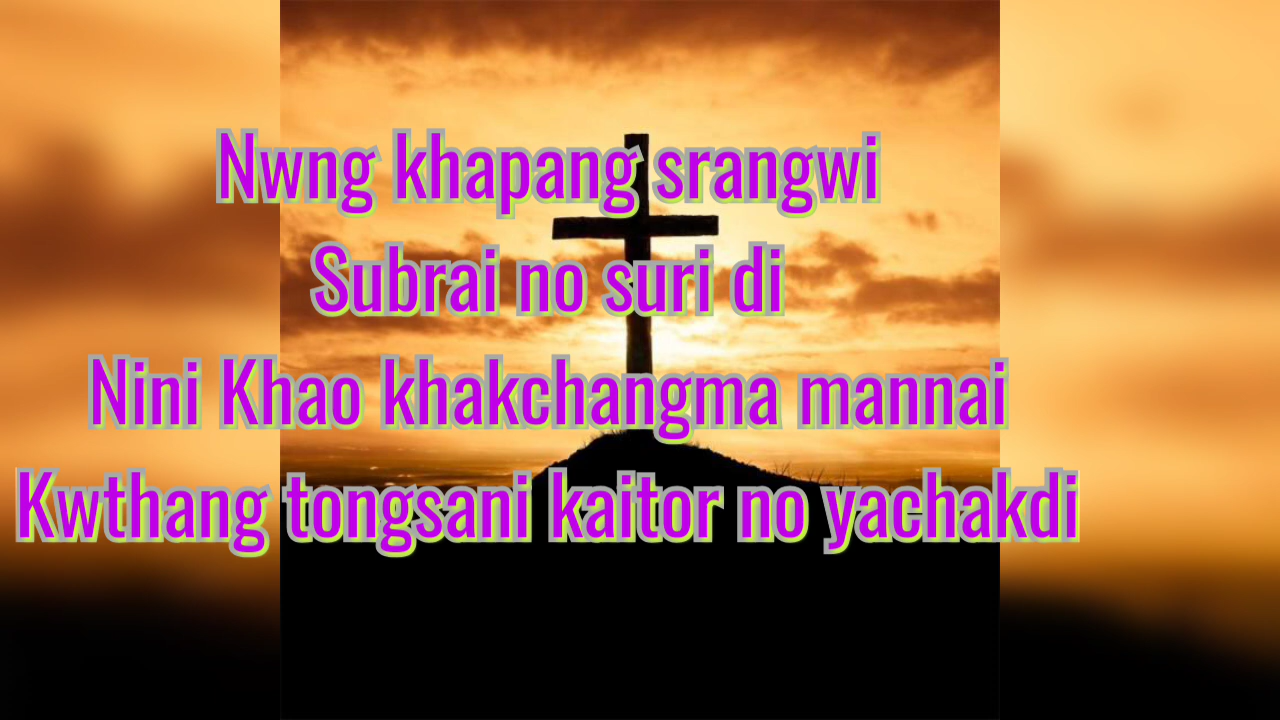 Nwng khapang srangwi
Subrai no suri di
Nini Khao khakchangma mannai
Kwthang tongsani kaitor no yachakdi